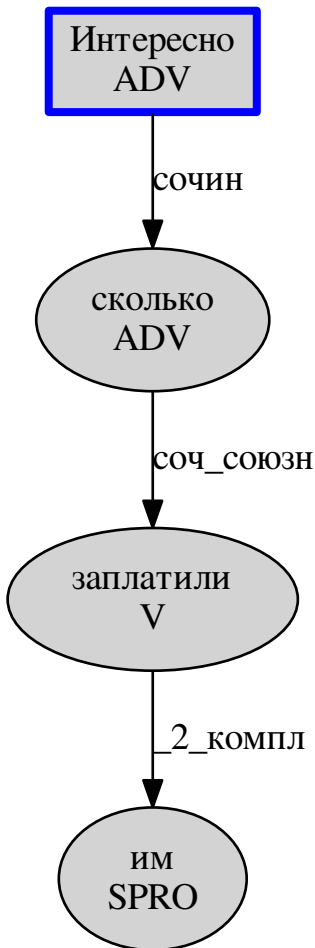 Интересно
ADV
сочин
сколько
ADV
соч_союзн
заплатили
V
_2_компл
им
SPRO